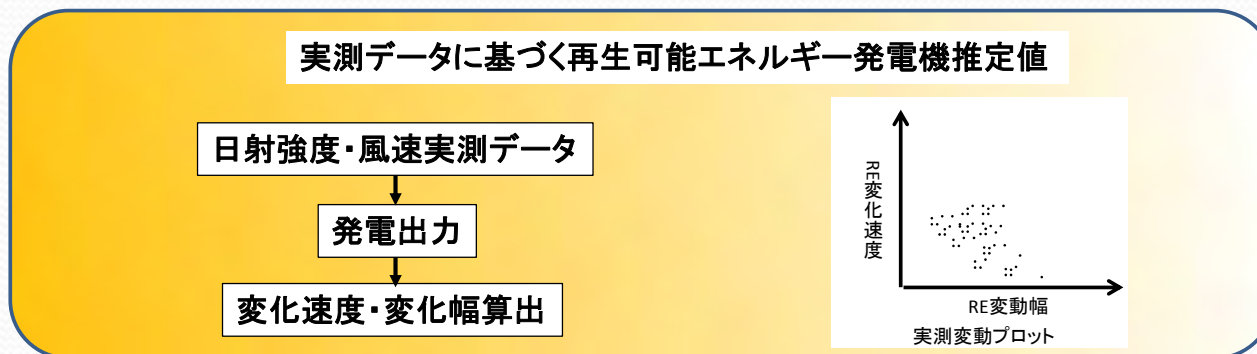 実測データに基づく再生可能エネルギー発電機推定値
日射強度・風速実測データ
発電出力
変化速度・変化幅算出
RE変化速度
RE変動幅
実測変動プロット